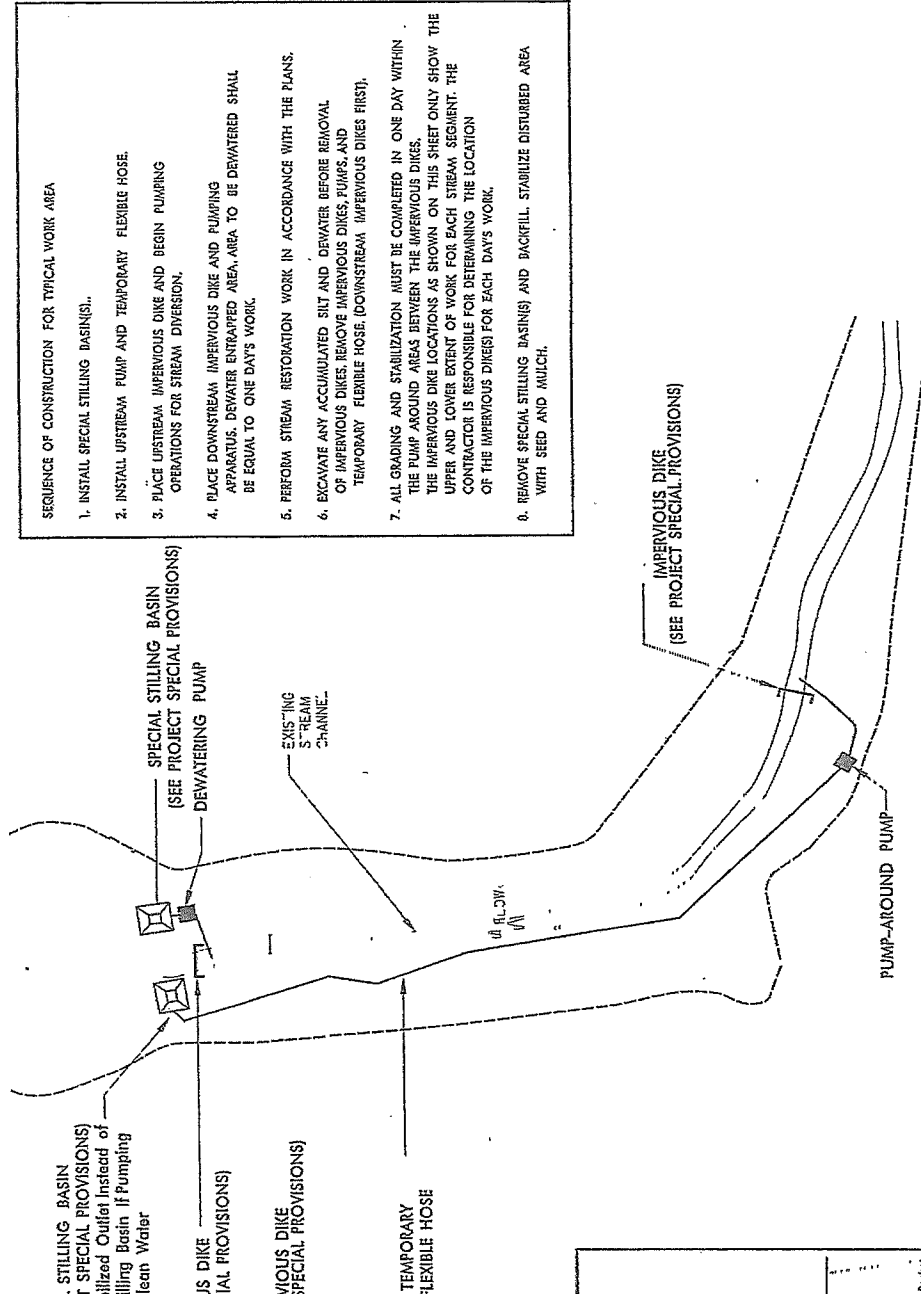 SEQUENCE OF CONSTRUCTION FOR TYPICAL WORK AREA
1. INSTALL SPECIAL STILLING BASIN(S)..
2. INSTALL UPSTREAM PUMP AND TEMPORARY FLEXIBLE HOSE.
3. PLACE UPSTREAM IMPERVIOUS DIKE AND BEGIN PUMPING
OPERATIONS FOR STREAM DIVERSION.
4. PLACE DOWNSTREAM IMPERVIOUS DIKE AND PUMPING
APPARATUS. DEWATER ENTRAPPED AREA. AREA TO BE DEWATERED SHALL
BE EQUAL TO ONE DAY'S WORK.
5. PERFORM STREAM RESTORATION WORK IN ACCORDANCE WITH THE PLANS.
6. EXCAVATE ANY ACCUMULATED SILT AND DEWATER BEFORE REMOVAL
OF IMPERVIOUS DIKES. REMOVE IMPERVIOUS DIKES, PUMPS, AND
TEMPORARY FLEXIBLE HOSE. (DOWNSTREAM IMPERVIOUS DIKES FIRST).
7. ALL GRADING AND STABILIZATION MUST BE COMPLETED IN ONE DAY WITHIN
THE PUMP AROUND AREAS BETWEEN THE IMPERVIOUS DIKES.
THE IMPERVIOUS DIKE LOCATIONS AS SHOWN ON THIS SHEET ONLY SHOW THE
UPPER AND LOWER EXTENT OF WORK FOR EACH STREAM SEGMENT. THE
CONTRACTOR IS RESPONSIBLE FOR DETERMINING THE LOCATION
OF THE IMPERVIOUS DIKE(S) FOR EACH DAY'S WORK.
8. REMOVE SPECIAL STILLING BASIN(S) AND BACKFILL. STABILIZE DISTURBED AREA
WITH SEED AND MULCH.
SPECIAL STILLING BASIN
(SEE PROJECT SPECIAL PROVISIONS)
DEWATERING PUMP
EXISTING
STREAM
CHANNEL
FLOW
IMPERVIOUS DIKE
(SEE PROJECT SPECIAL PROVISIONS)
PUMP-AROUND PUMP
STILLING BASIN
SPECIAL PROVISIONS)
Outlet Instead of
If Pumping
Water
DIKE
PROVISIONS)
DIKE
SPECIAL PROVISIONS)
TEMPORARY
FLEXIBLE HOSE